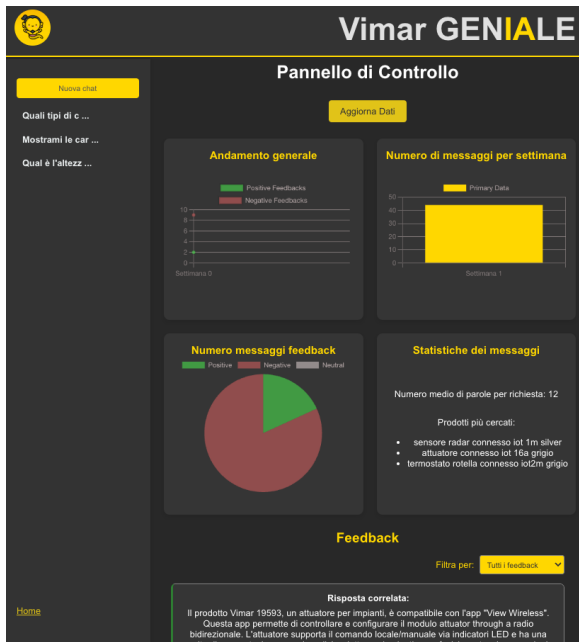 Vimar GENIALE
Nuova chat
Quali tipi di c ...
Mostrami le car ...
Qual è l'altezz ...
Home
Pannello di Controllo
Aggiorna Dati
Andamento generale
Positive Feedbacks
Negative Feedbacks
10
8
6
4
2
0
Settimana 0
Numero di messaggi per settimana
Primary Data
50
40
30
20
10
0
Settimana 1
Numero messaggi feedback
Positive Negative Neutral
Statistiche dei messaggi
Numero medio di parole per richiesta: 12
Prodotti più cercati:
• sensore radar connesso iot 1m silver
• attuatore connesso iot 16a grigio
• termostato rotella connesso iot2m grigio
Feedback
Filtra per: Tutti i feedback
Risposta correlata:
Il prodotto Vimar 19593, un attuatore per impianti, è compatibile con l'app "View Wireless".
Questa app permette di controllare e configurare il modulo attuator through a radio
bidirezionale. L'attuatore supporta il comando locale/manuale via indicatori LED e ha una